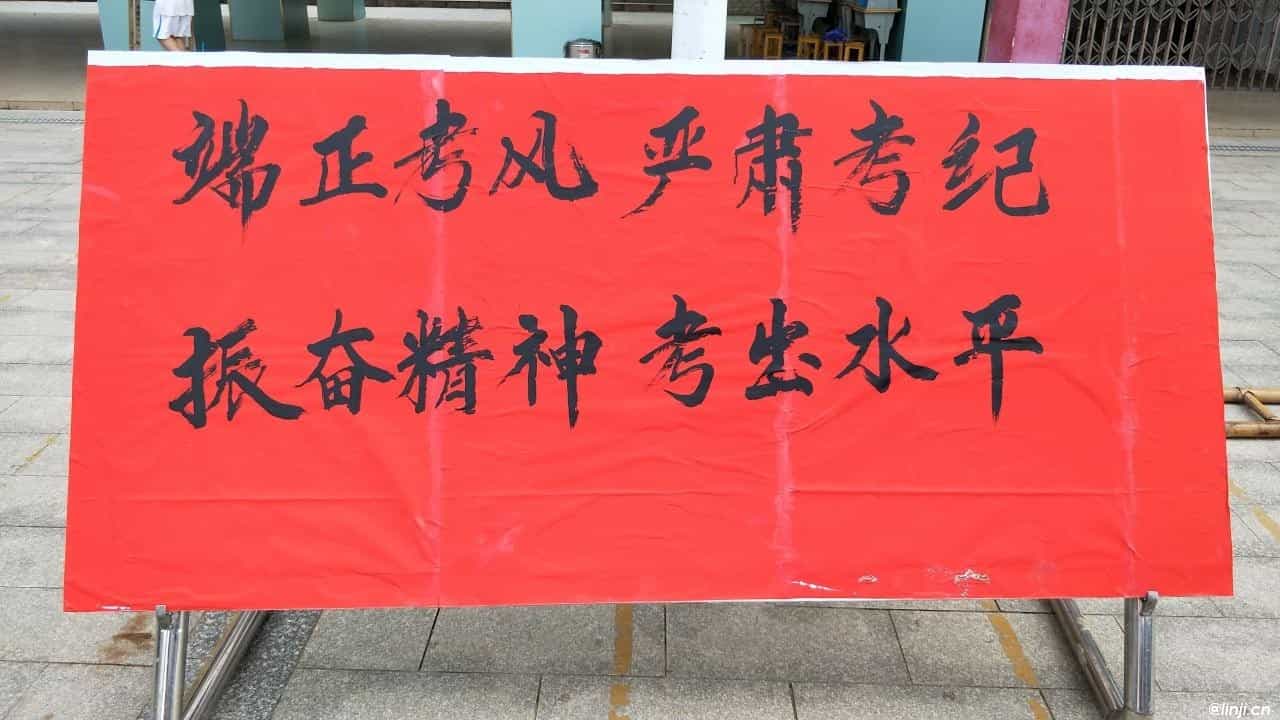 端正考风 严肃考纪
振奋精神 考出水平
@linji.cn